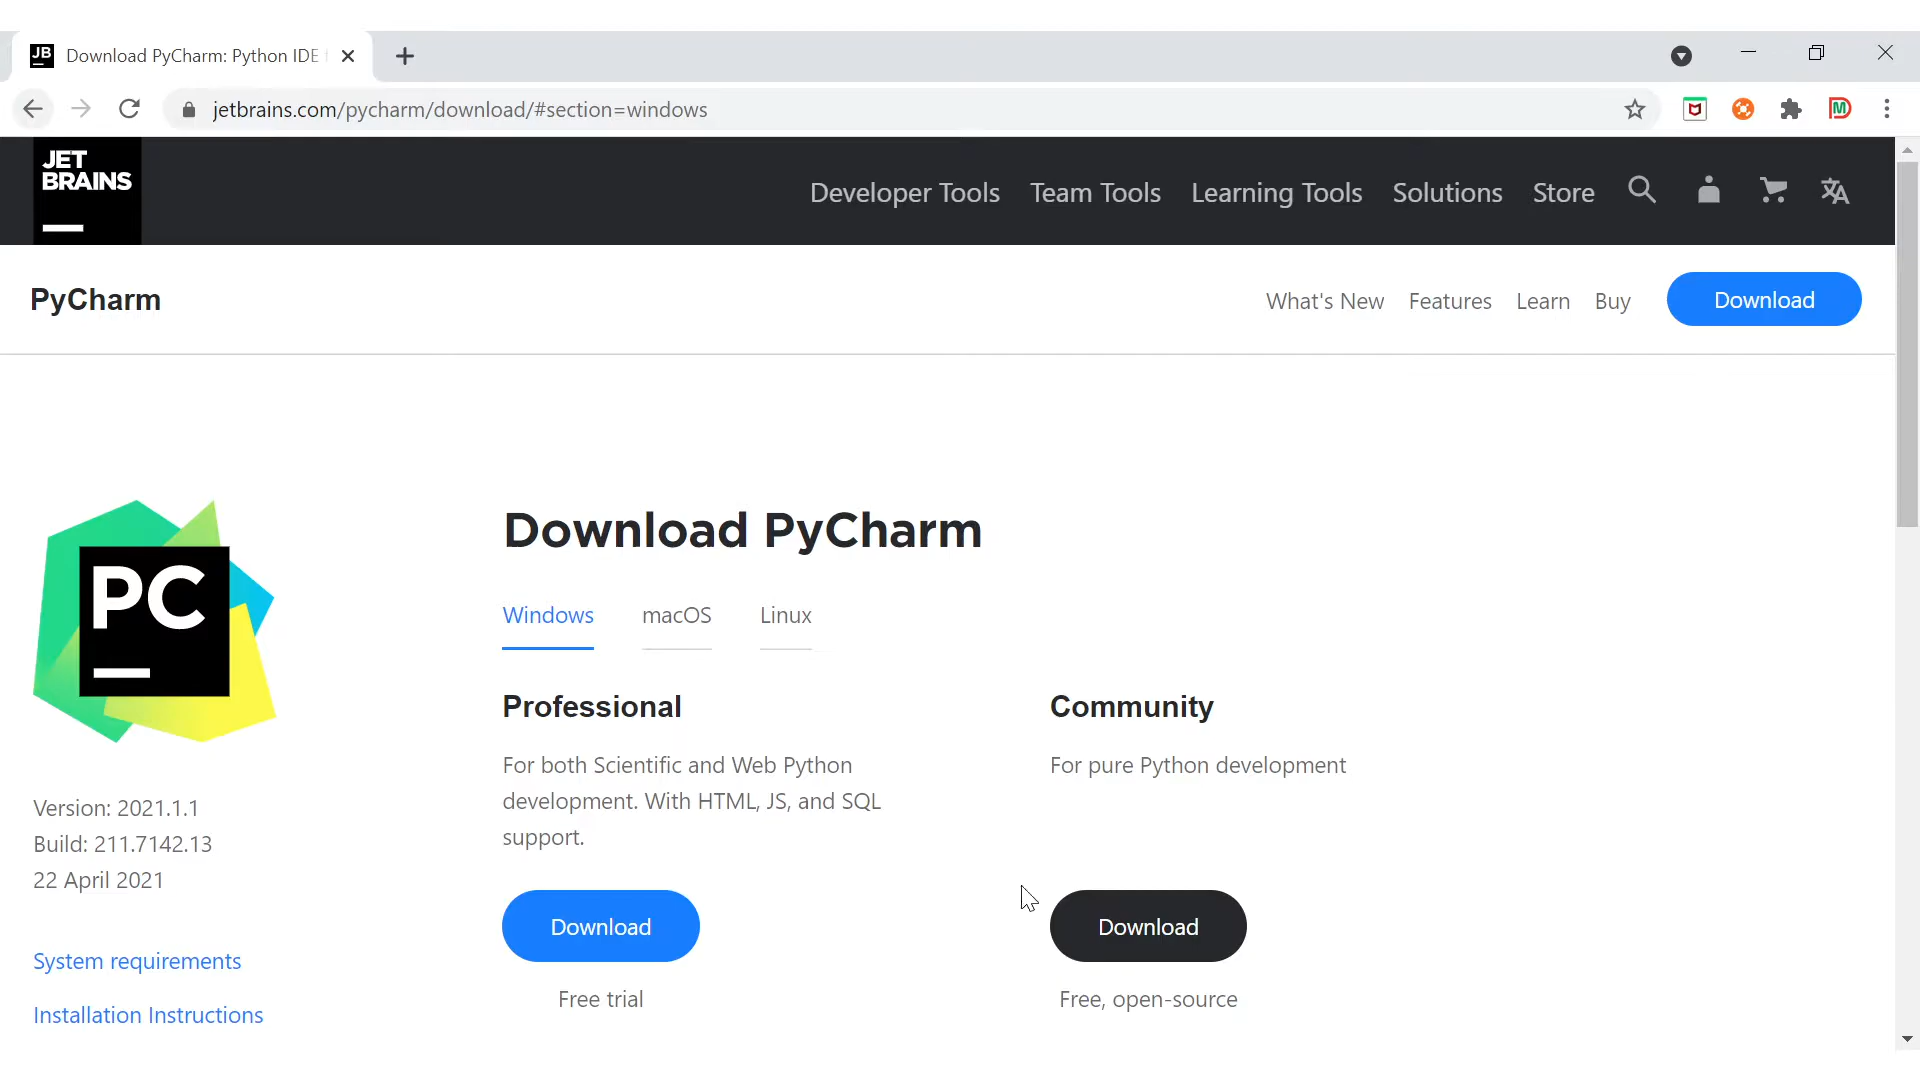 JB
Download PyCharm: Python IDE
jetbrains.com/pycharm/download/#section=windows
JET
BRAINS
Developer Tools Team Tools Learning Tools Solutions Store
PyCharm
What's New Features Learn Buy Download
PC
Download PyCharm
Windows macOS Linux
Professional
For both Scientific and Web Python
development. With HTML, JS, and SQL
support.
Download
Free trial
Community
For pure Python development
Download
Free, open-source
Version: 2021.1.1
Build: 211.7142.13
22 April 2021
System requirements
Installation Instructions